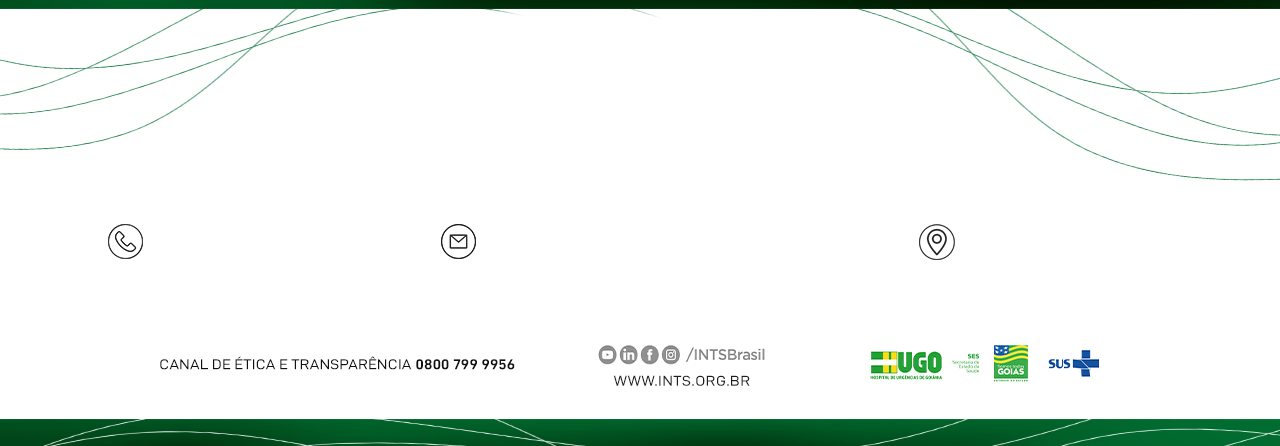 CANAL DE ÉTICA E TRANSPARÊNCIA 0800 799 9956
/INTSBrasil
WWW.INTS.ORG.BR
HUGO
HOSPITAL DE URGÊNCIAS DE GOIÂNIA
SES
Secretaria de
Estado da
Saúde
GOIÁS
SUS